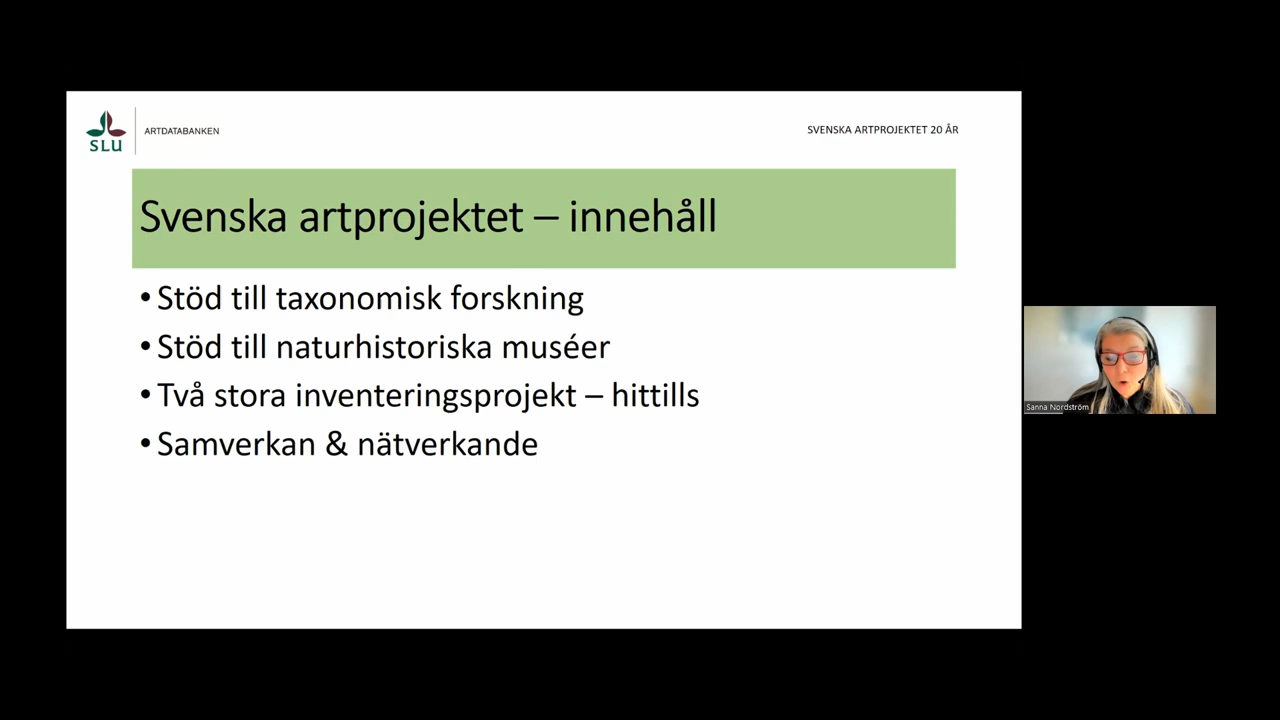 SLU
ARTDATABANKEN
SVENSKA ARTPROJEKTET 20 ÅR
Svenska artprojektet – innehåll
• Stöd till taxonomisk forskning
• Stöd till naturhistoriska muséer
• Två stora inventeringsprojekt – hittills
• Samverkan & nätverkande
Sanna Nordström